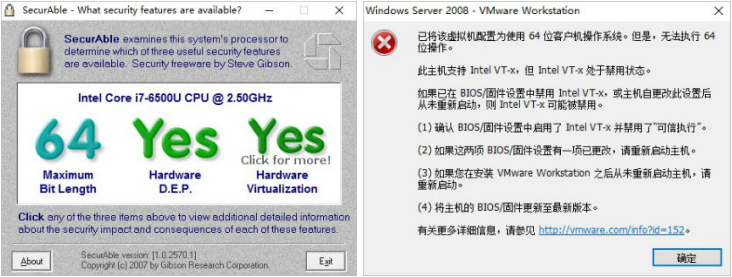 SecurAble - What security features are available?
SecurAble examines this system's processor to
determine which of three useful security features
are available. Security freeware by Steve Gibson.
Intel Core i7-6500U CPU @ 2.50GHz
64 Yes Yes
Click for more!
Maximum Hardware Hardware
Bit Length D.E.P. Virtualization
Click any of the three items above to view additional detailed information
about the security impact and consequences of each of these features.
About
SecurAble version: [1.0.2570.1]
Copyright (c) 2007 by Gibson Research Corporation.
Exit
Windows Server 2008 - VMware Workstation
已将该虚拟机配置为使用 64 位客户机操作系统。但是，无法执行 64
位操作。
此主机支持 Intel VT-x，但 Intel VT-x 处于禁用状态。
如果已在 BIOS/固件设置中禁用 Intel VT-x，或主机自更改此设置后
从未重新启动，则 Intel VT-x 可能被禁用。
(1) 确认 BIOS/固件设置中启用了 Intel VT-x 并禁用了“可信执行”。
(2) 如果这两项 BIOS/固件设置有一项已更改，请重新启动主机。
(3) 如果您在安装 VMware Workstation 之后从未重新启动主机，请
重新启动。
(4) 将主机的 BIOS/固件更新至最新版本。
有关更多详细信息，请参见 http://vmware.com/info?id=152。
确定